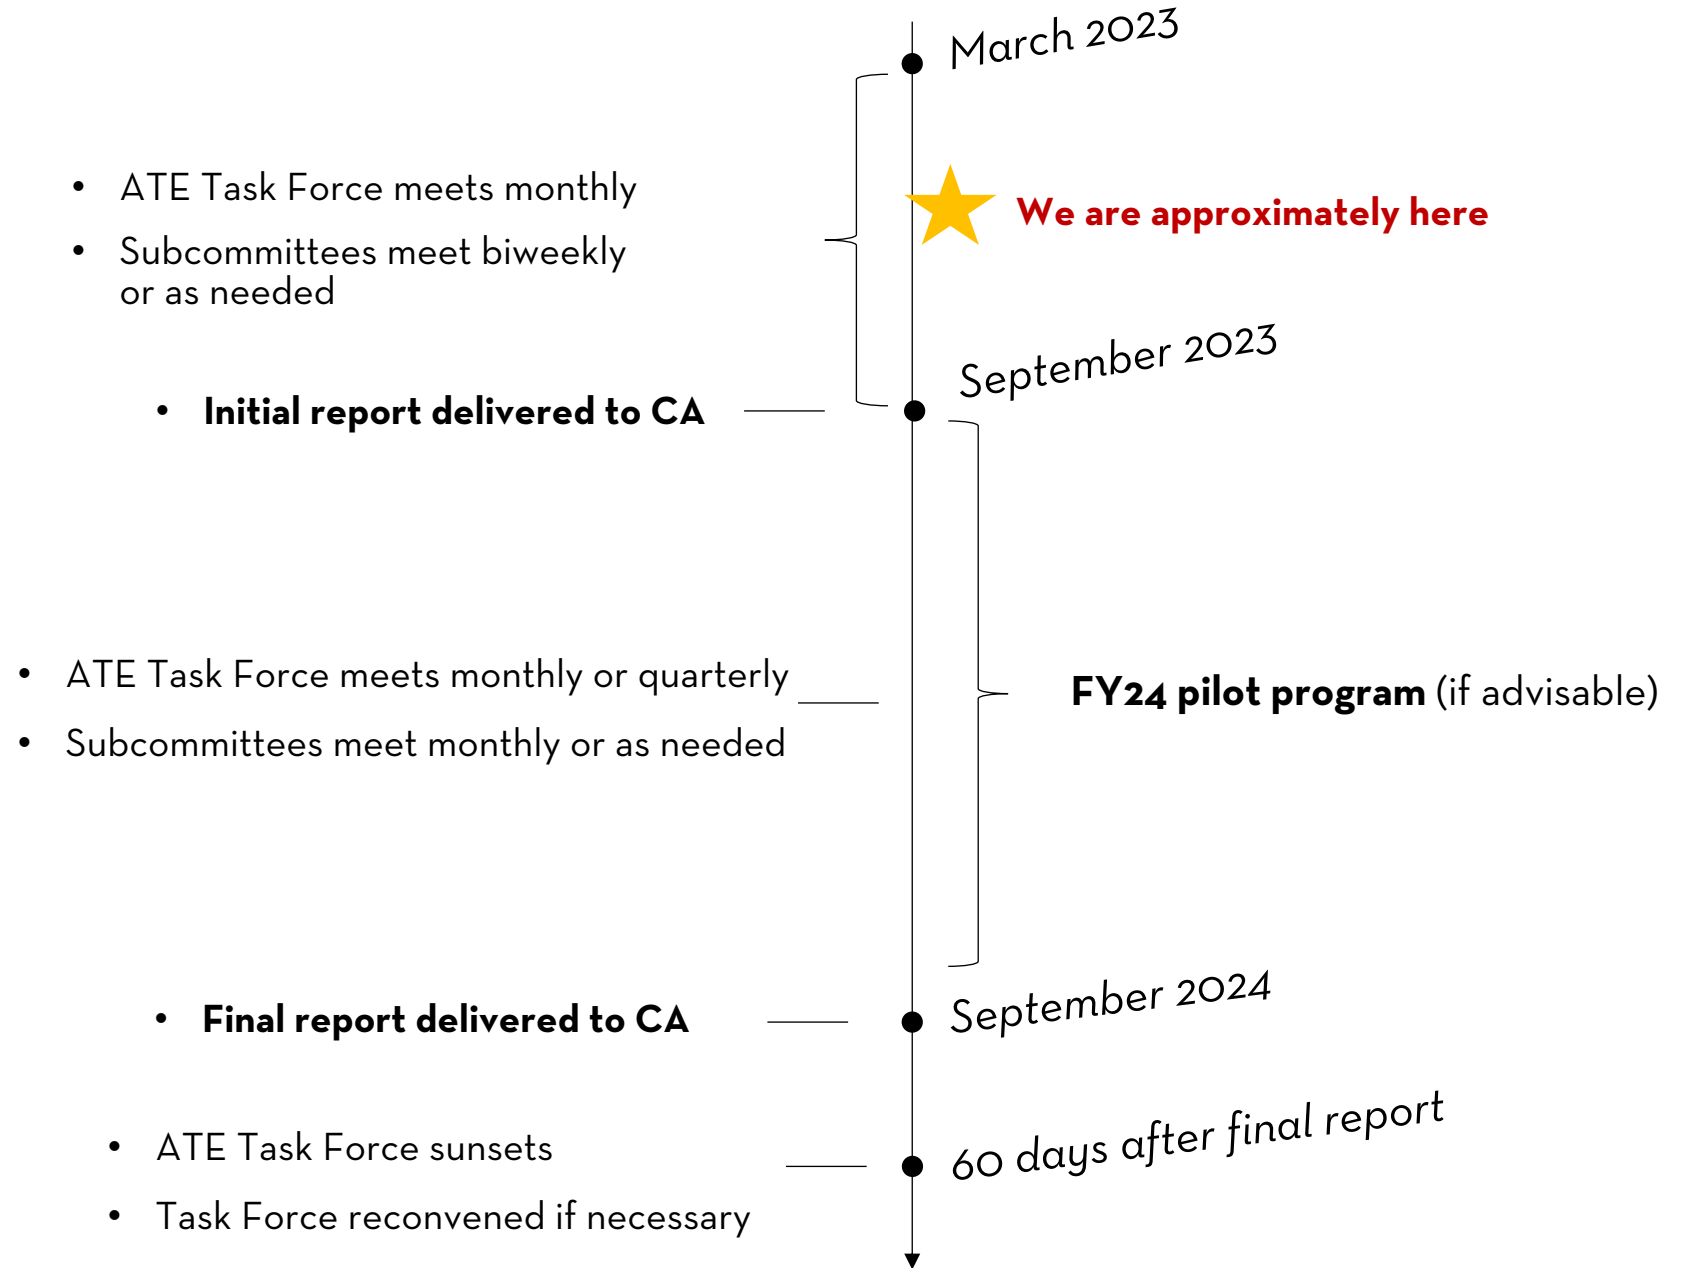 March 2023
• ATE Task Force meets monthly
We are approximately here
• Subcommittees meet biweekly
or as needed
September 2023
• Initial report delivered to CA
• ATE Task Force meets monthly or quarterly
FY24 pilot program (if advisable)
• Subcommittees meet monthly or as needed
September 2024
• Final report delivered to CA
60 days after final report
• ATE Task Force sunsets
• Task Force reconvened if necessary